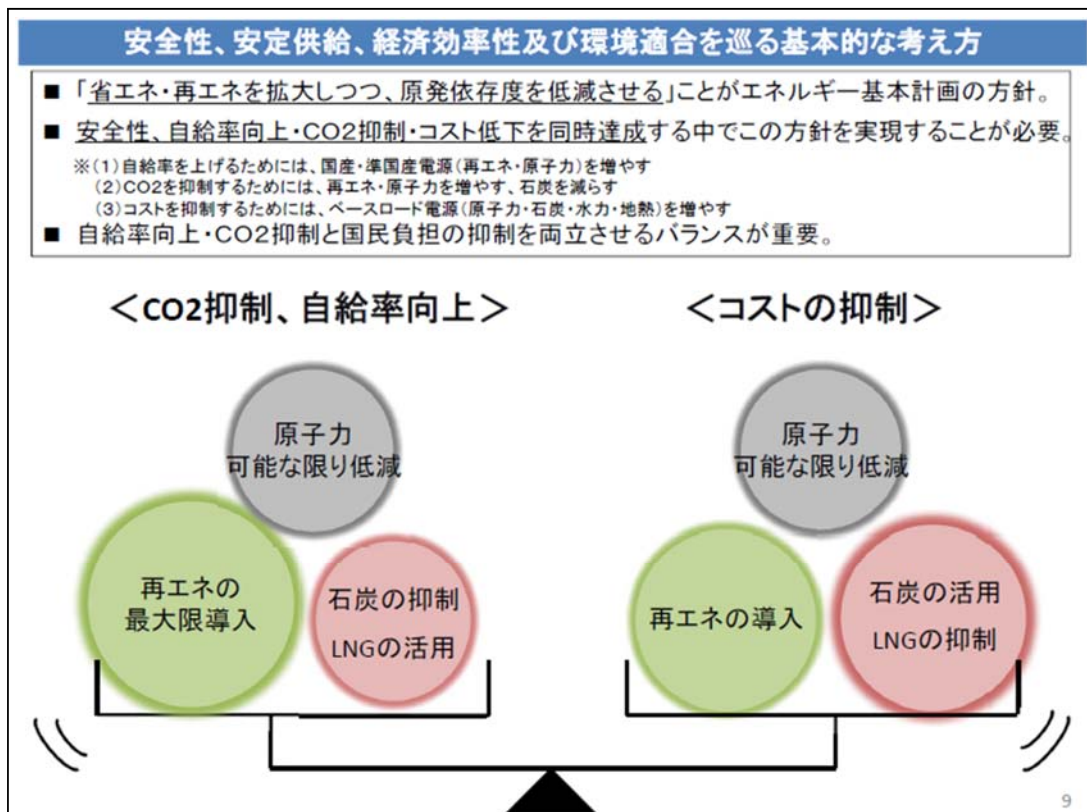 安全性、安定供給、経済効率性及び環境適合を巡る基本的な考え方
■ 「省エネ・再エネを拡大しつつ、原発依存度を低減させる」ことがエネルギー基本計画の方針。
■ 安全性、自給率向上・CO2抑制・コスト低下を同時達成する中でこの方針を実現することが必要。
※(1)自給率を上げるためには、国産・準国産電源(再エネ・原子力)を増やす
(2)CO2を抑制するためには、再エネ・原子力を増やす、石炭を減らす
(3)コストを抑制するためには、ベースロード電源(原子力・石炭・水力・地熱)を増やす
■ 自給率向上・CO2抑制と国民負担の抑制を両立させるバランスが重要。
＜CO2抑制、自給率向上＞
原子力
可能な限り低減
再エネの
最大限導入
石炭の抑制
LNGの活用
＜コストの抑制＞
原子力
可能な限り低減
再エネの導入
石炭の活用
LNGの抑制
9